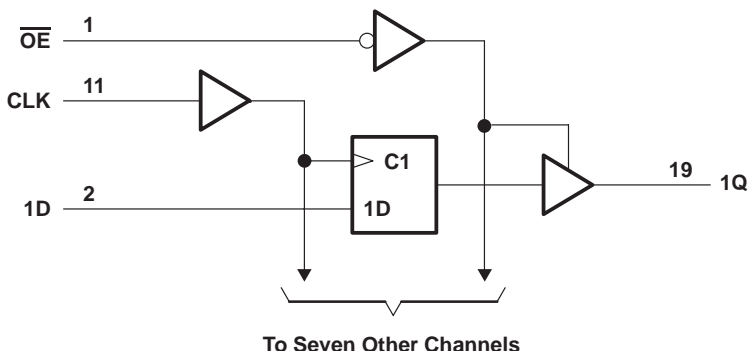 OE 1
CLK 11
C1
1D 2
1D
19 1Q
To Seven Other Channels